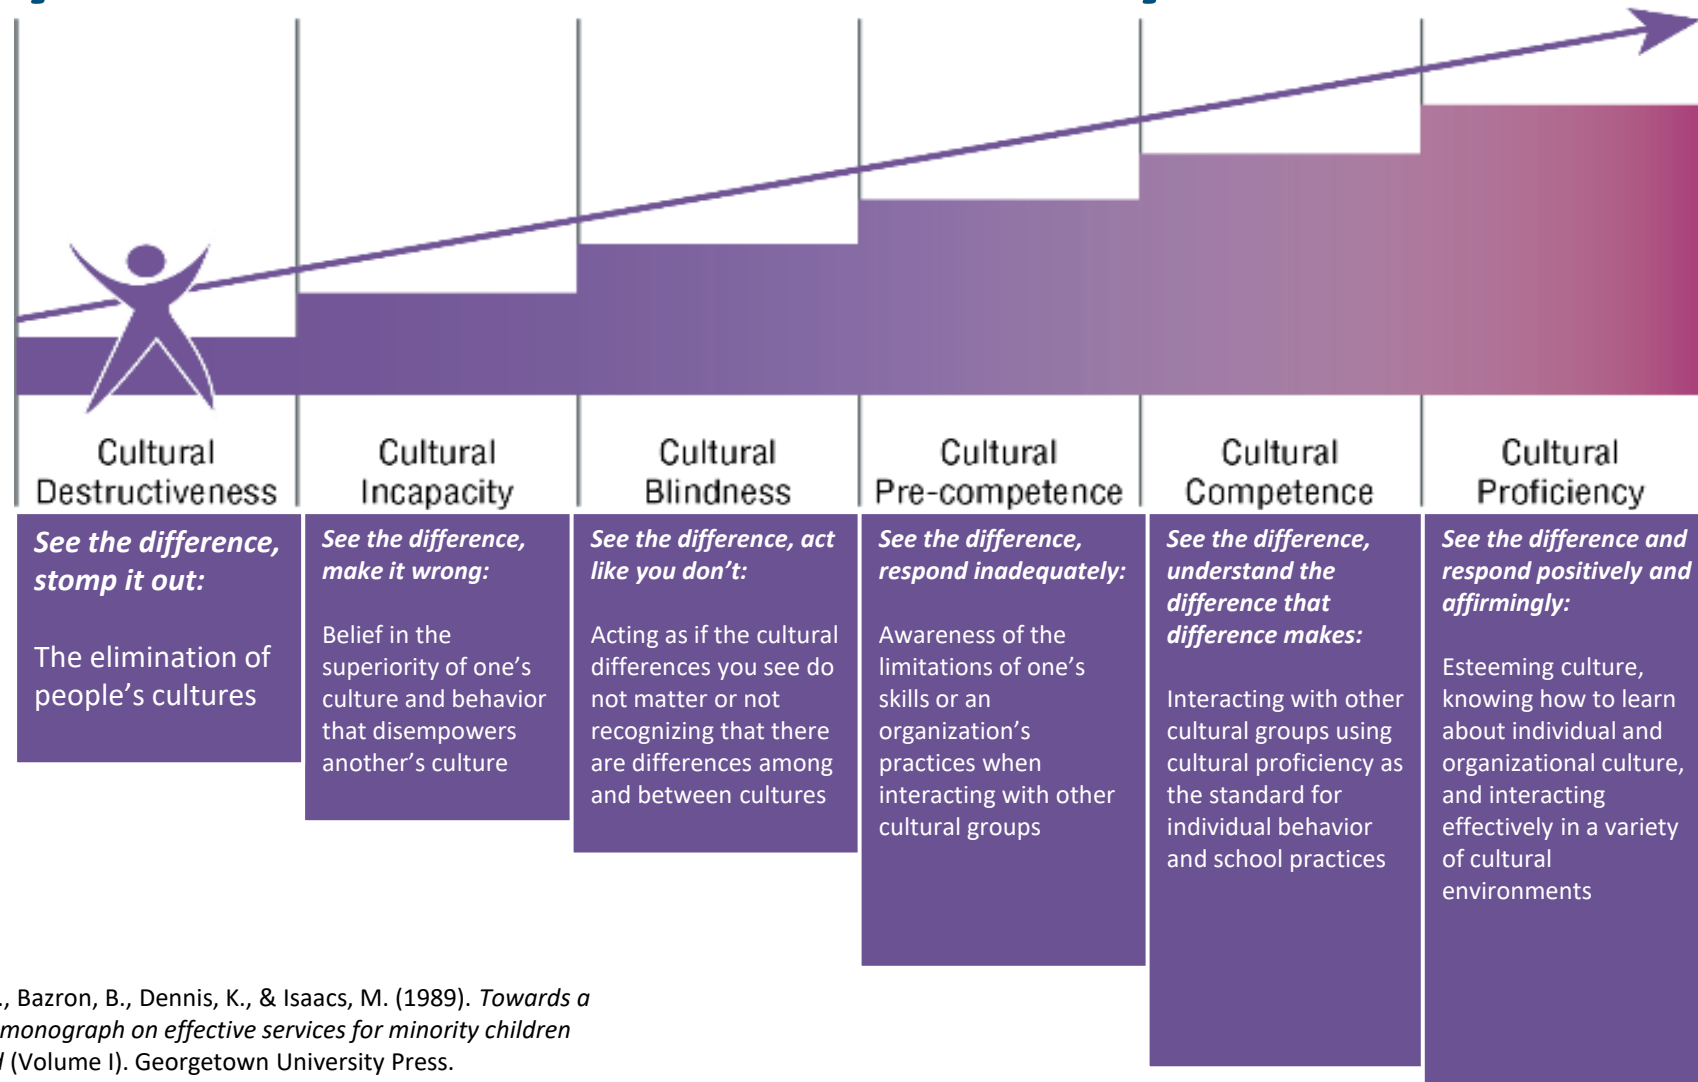 Cultural
Destructiveness
Cultural
Incapacity
Cultural
Blindness
Cultural
Pre-competence
Cultural
Competence
Cultural
Proficiency
See the difference,
stomp it out:
The elimination of
people’s cultures
See the difference,
make it wrong:
Belief in the
superiority of one’s
culture and behavior
that disempowers
another’s culture
See the difference, act
like you don’t:
Acting as if the cultural
differences you see do
not matter or not
recognizing that there
are differences among
and between cultures
See the difference,
respond inadequately:
Awareness of the
limitations of one’s
skills or an
organization’s
practices when
interacting with other
cultural groups
See the difference,
understand the
difference that
difference makes:
Interacting with other
cultural groups using
cultural proficiency as
the standard for
individual behavior
and school practices
See the difference and
respond positively and
affirmingly:
Esteeming culture,
knowing how to learn
about individual and
organizational culture,
and interacting
effectively in a variety
of cultural
environments
., Bazron, B., Dennis, K., & Isaacs, M. (1989). Towards a
monograph on effective services for minority children
(Volume I). Georgetown University Press.